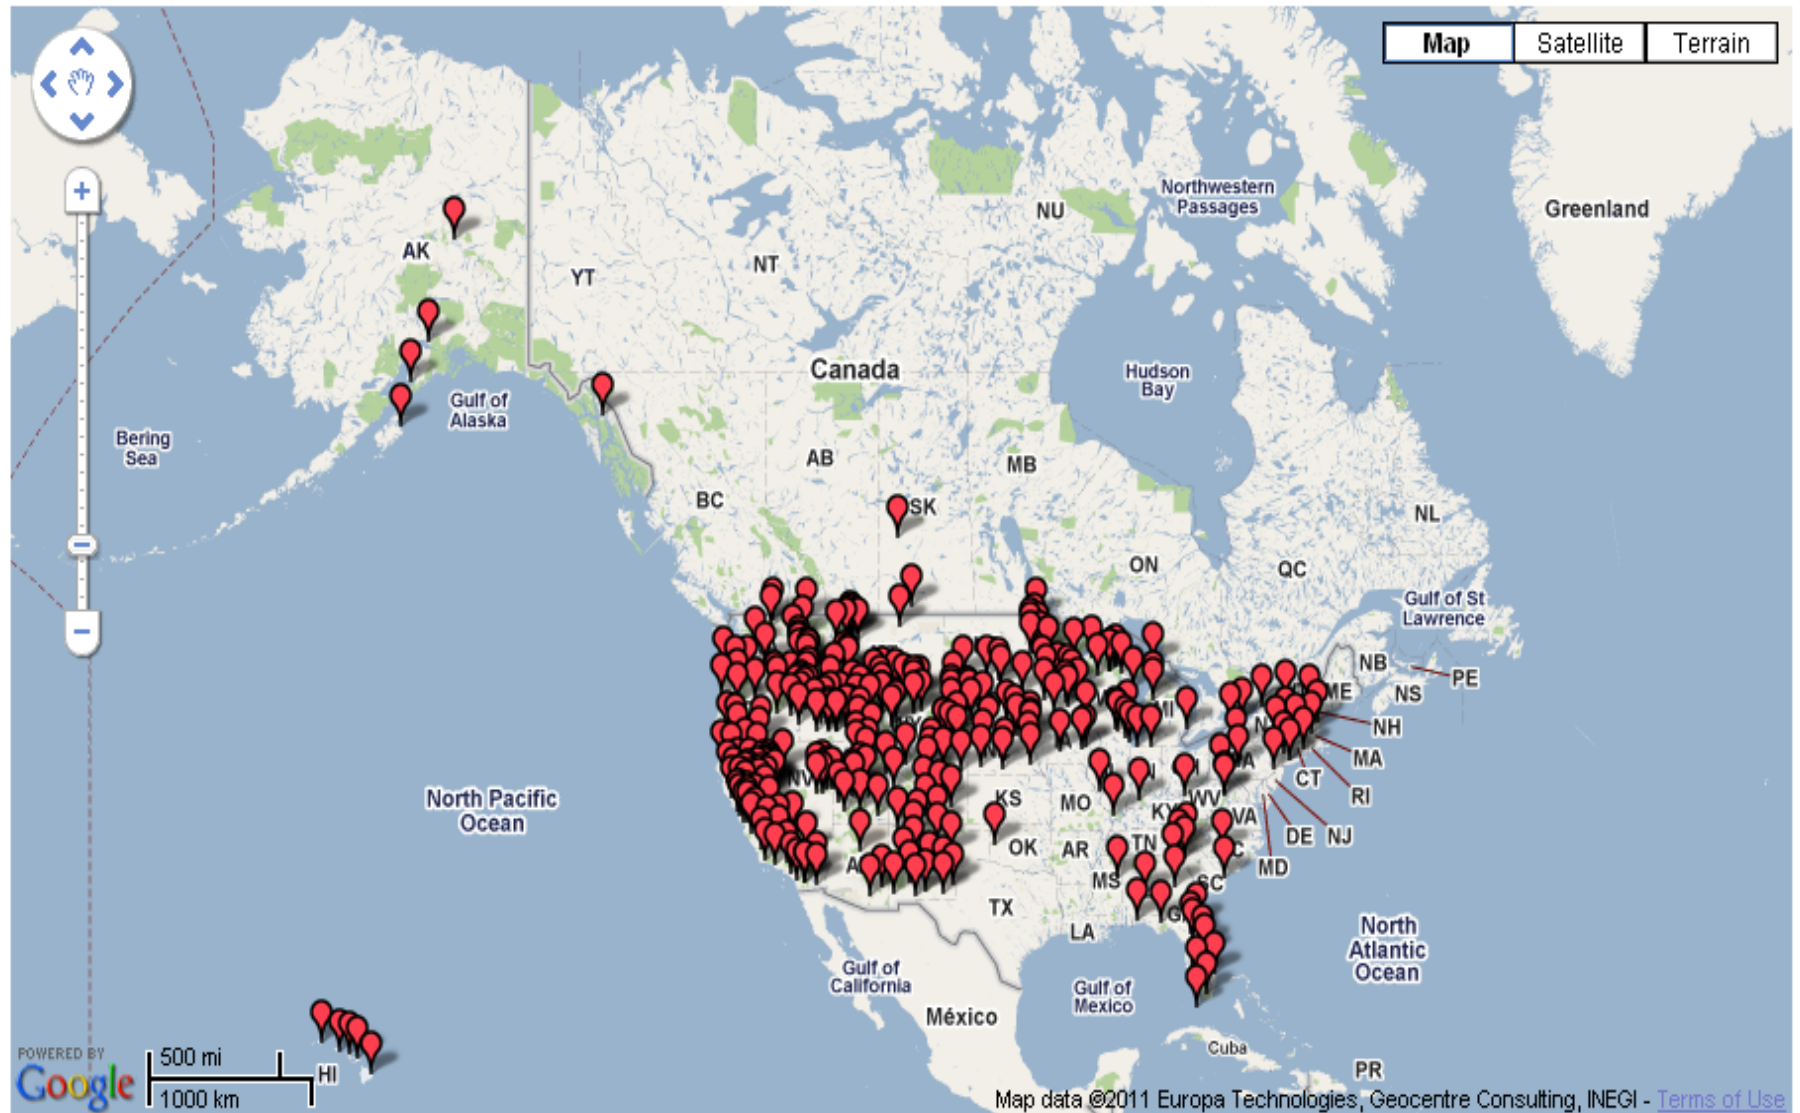 Map
Satellite
Terrain
+
Northwestern
Passages
NU
Greenland
AK
NT
YT
Canada
Hudson
Bay
Gulf of
Alaska
Bering
Sea
AB
MB
BC
SK
NL
ON
QC
Gulf of St
Lawrence
NB
PE
ME
NS
MI
NH
MA
NV
CT
RI
KS
MO
WV
North Pacific
Ocean
KY
VA
DE
NJ
TN
OK
AR
MD
MS
SC
TX
LA
North
Atlantic
Ocean
Gulf of
California
Gulf of
Mexico
México
Cuba
PR
POWERED BY
Google
500 mi
1000 km
HI
Map data ©2011 Europa Technologies, Geocentre Consulting, INEGI - Terms of Use